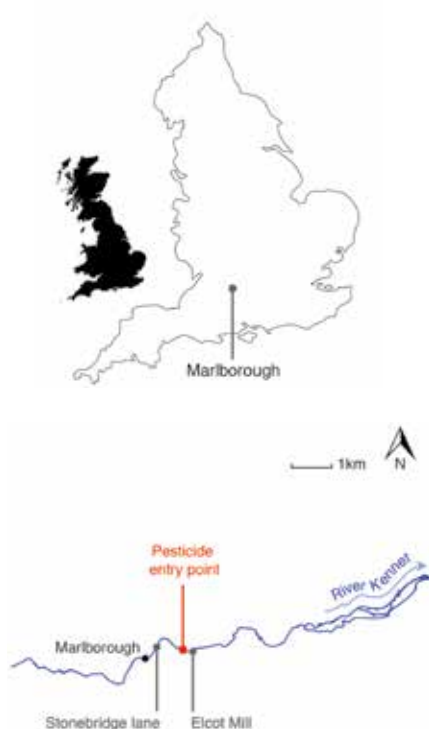 Marlborough
1km
N
Pesticide
entry point
River Kennet
Marlborough
Stonebridge lane
Elcot Mill